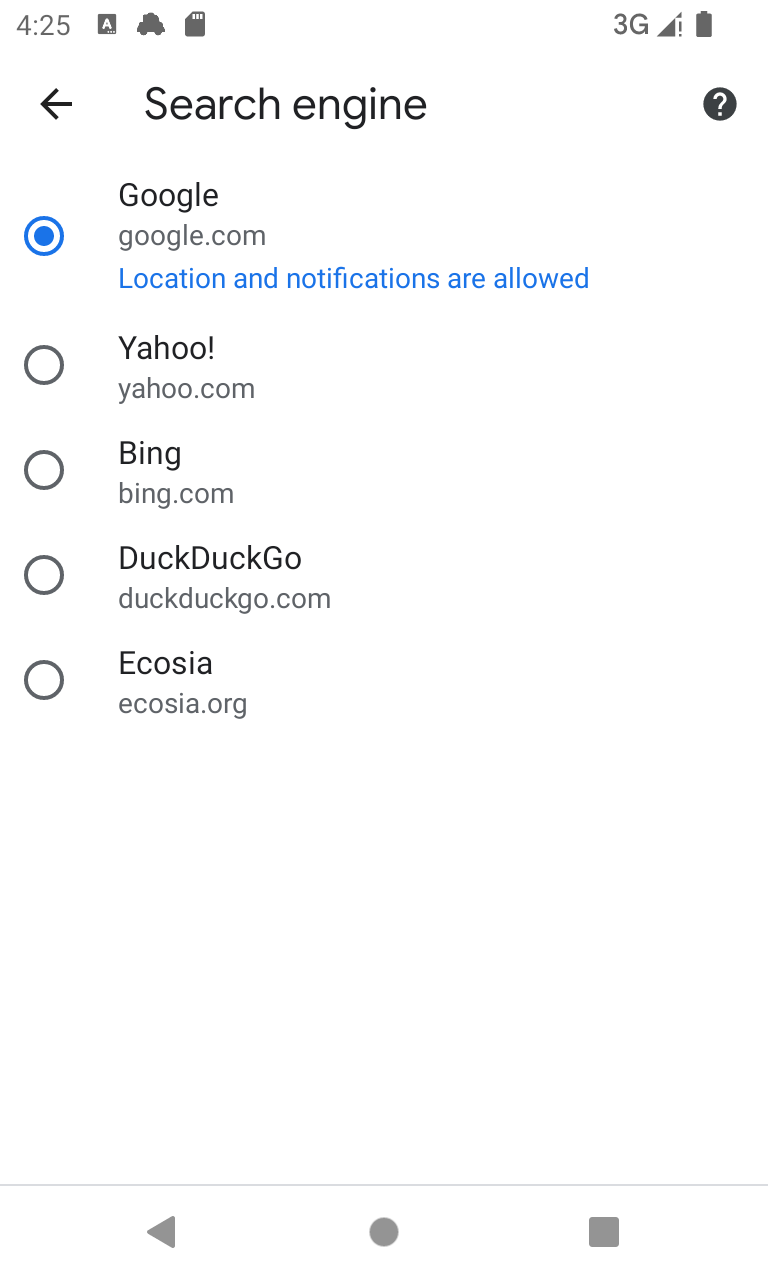 4:25
3G
Search engine
Google
google.com
Location and notifications are allowed
Yahoo!
yahoo.com
Bing
bing.com
DuckDuckGo
duckduckgo.com
Ecosia
ecosia.org